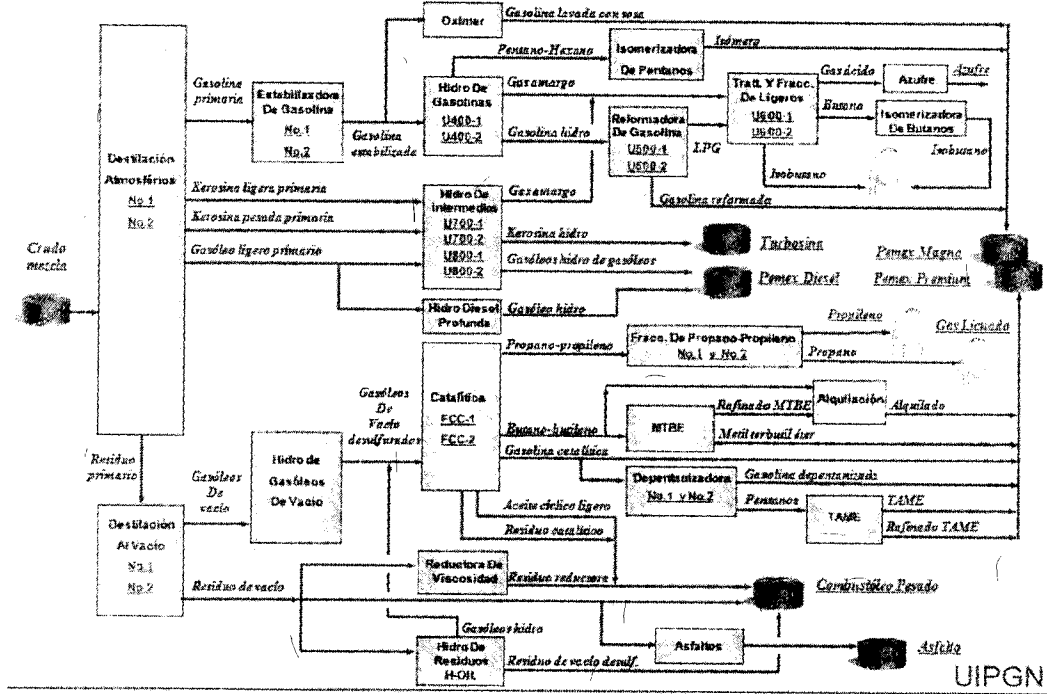 Oximer
Gasolina lavada con sosa
Pentano-Hexano
Isomerizadora
De Pentanos
Isómero
Gasolina
primaria
Estabilizadora
De Gasolina
No.1
No.2
Gasolina
estabilizada
Hidro De
Gasolinas
U400-1
U400-2
Gas amargo
Gasolina hidro
Reformadora
De Gasolina
U500-1
U500-2
LPG
Tratt. Y Fracc.
De Ligeros
U600-1
U600-2
Gas ácido
Azufre
Azufre
Butano
Isomerizadora
De Butanos
Isobutano
Isobutano
Gasolina reformada
Destilación
Atmosférica
No.1
No.2
Kerosina ligera primaria
Kerosina pesada primaria
Gasóleo ligero primario
Hidro De
Intermedios
U700-1
U700-2
U800-1
U800-2
Gas amargo
Kerosina hidro
Turbosina
Gasóleos hidro de gasóleos
Pemex Diesel
Pemex Magna
Pemex Premium
Crudo
mezcla
Hidro Diesel
Profunda
Gasóleo hidro
Propano-propileno
Fracc. De Propano-Propileno
No.1 y No.2
Propileno
Propano
Gas Licuado
Gasóleos
De
Vacío
desulfurados
Catalítica
FCC-1
FCC-2
Butano-butileno
MTBE
Rafinado MTBE
Alquilación
Alquilado
Metil terbutil éter
Gasolina catalítica
Depentanizadora
No.1 y No.2
Gasolina depentanizada
Pentanos
TAME
TAME
Rafinado TAME
Residuo
primario
Gasóleos
De
vacío
Hidro de
Gasóleos
De Vacío
Aceite cíclico ligero
Residuo catalítico
Destilación
Al Vacío
No.1
No.2
Residuo de vacío
Reductora De
Viscosidad
Residuo reductora
Combustóleo Pesado
Gasóleos hidro
Hidro De
Residuos
H-OIL
Residuo de vacío desulf.
Asfaltos
Asfalto
UIPGN